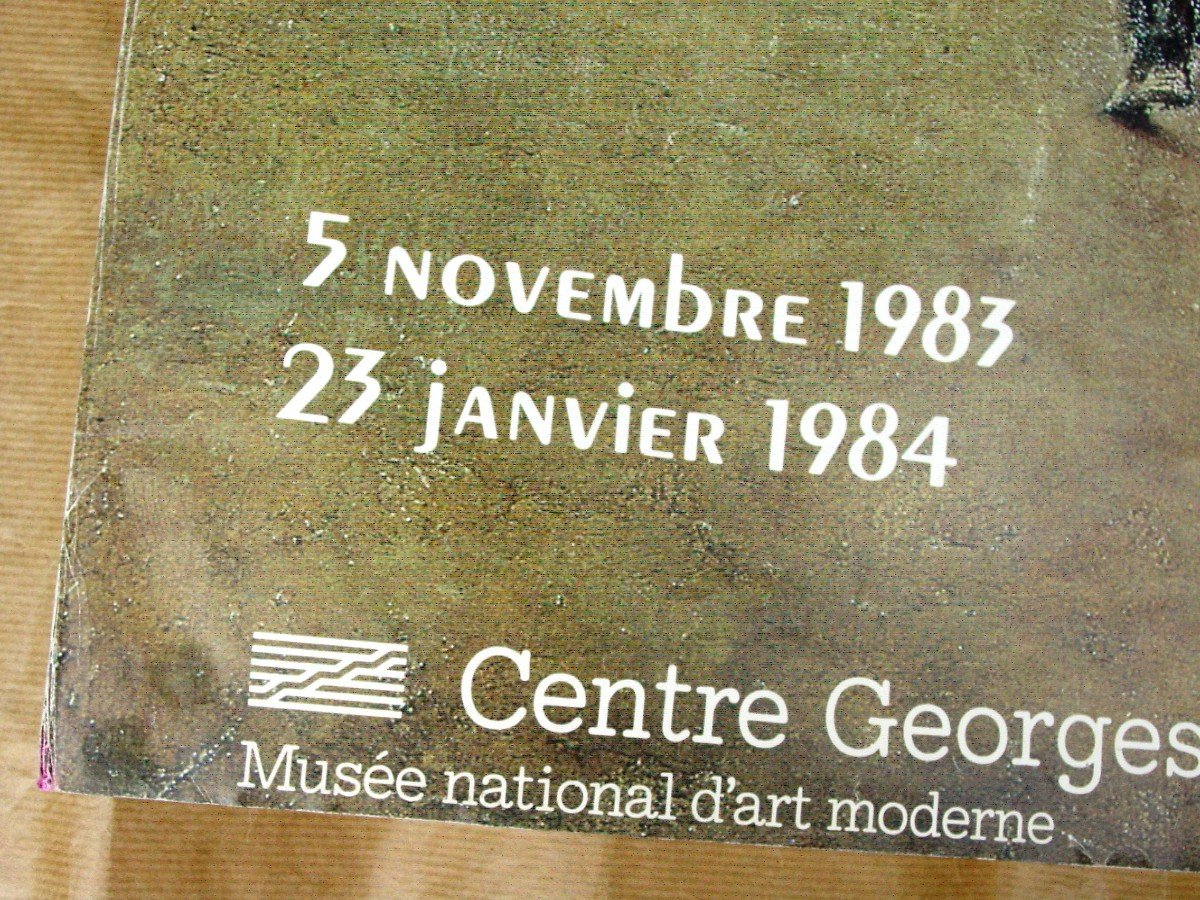 5 NOVEMbRE 1983
23 jANViER 1984
Centre Georges
Musée national d'art moderne